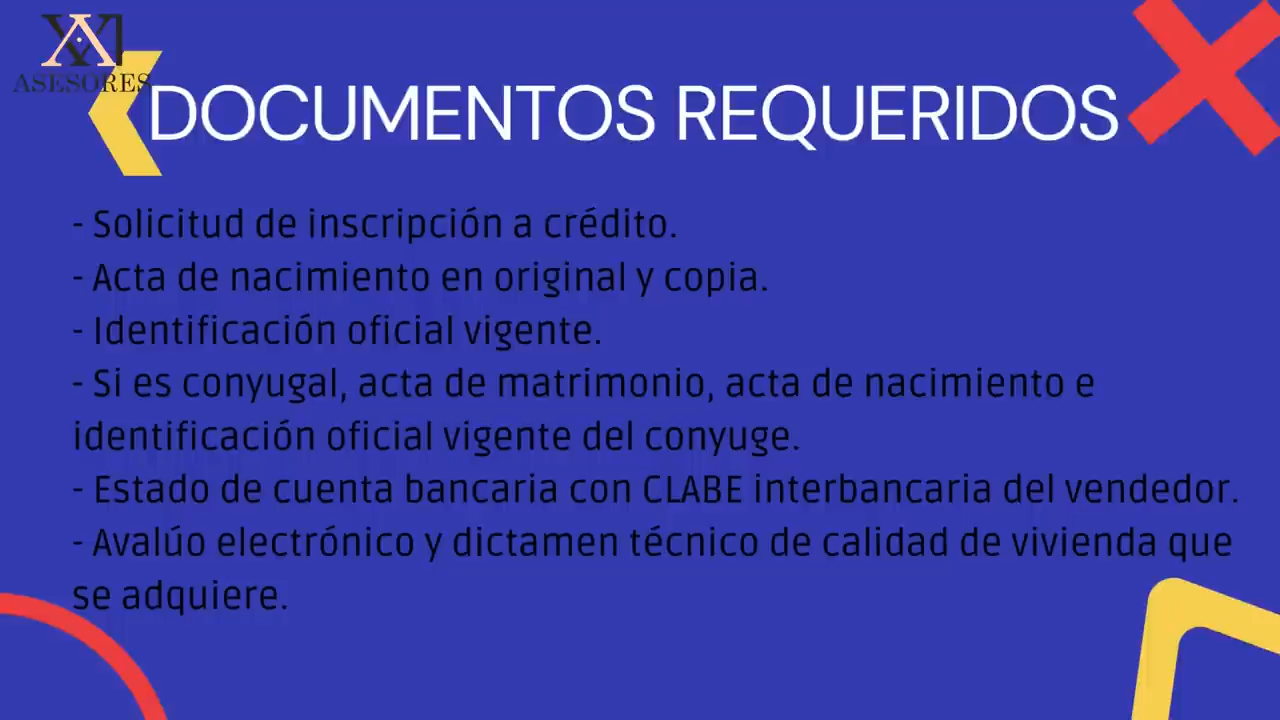 ASESORES
DOCUMENTOS REQUERIDOS
- Solicitud de inscripción a crédito.
- Acta de nacimiento en original y copia.
- Identificación oficial vigente.
- Si es conyugal, acta de matrimonio, acta de nacimiento e
identificación oficial vigente del conyuge.
- Estado de cuenta bancaria con CLABE interbancaria del vendedor.
- Avalúo electrónico y dictamen técnico de calidad de vivienda que
se adquiere.